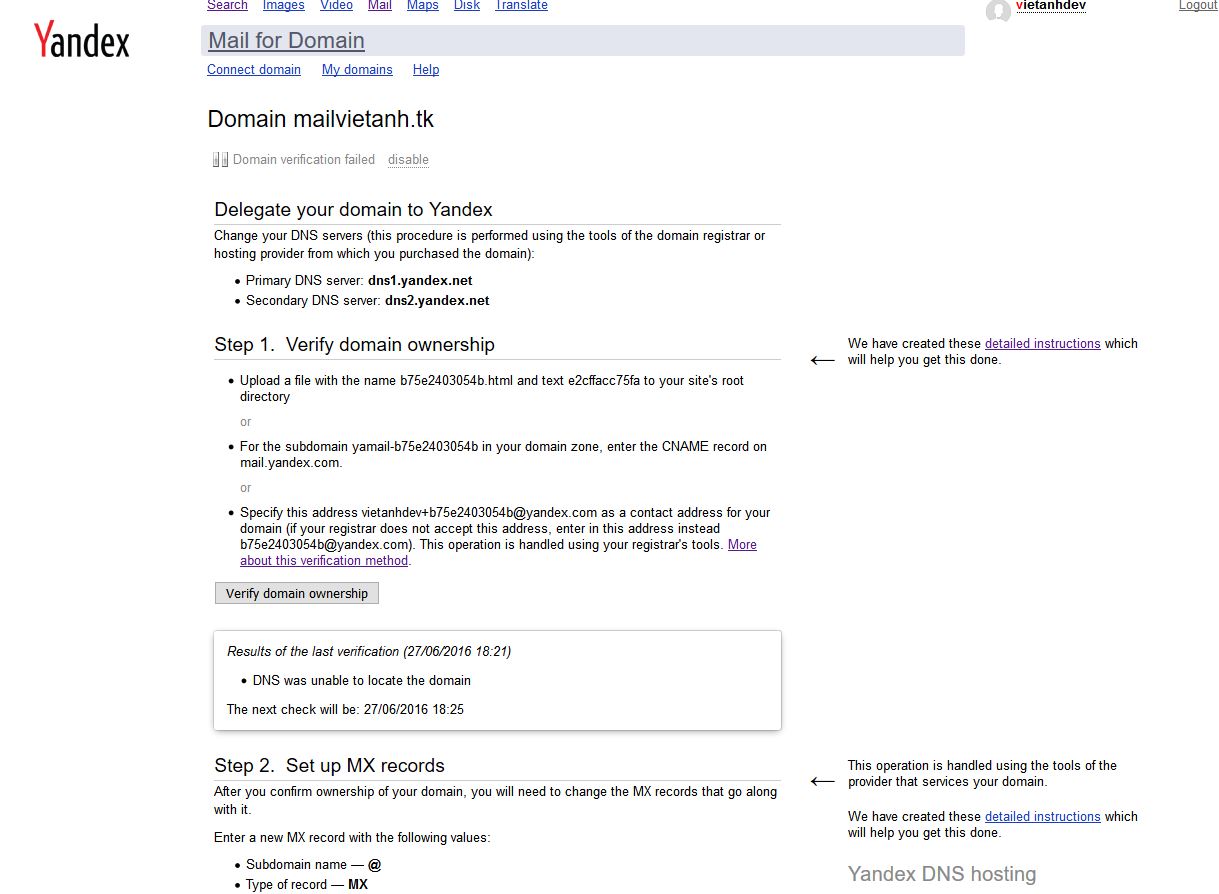 Search Images Video Mail Maps Disk Translate
vietanhdev
Logout
Yandex
Mail for Domain
Connect domain My domains Help
Domain mailvietanh.tk
Domain verification failed disable
Delegate your domain to Yandex
Change your DNS servers (this procedure is performed using the tools of the domain registrar or
hosting provider from which you purchased the domain):
• Primary DNS server: dns1.yandex.net
• Secondary DNS server: dns2.yandex.net
Step 1. Verify domain ownership
We have created these detailed instructions which
will help you get this done.
• Upload a file with the name b75e2403054b.html and text e2cffacc75fa to your site's root
directory
or
• For the subdomain yamail-b75e2403054b in your domain zone, enter the CNAME record on
mail.yandex.com.
or
• Specify this address vietanhdev+b75e2403054b@yandex.com as a contact address for your
domain (if your registrar does not accept this address, enter in this address instead
b75e2403054b@yandex.com). This operation is handled using your registrar's tools. More
about this verification method.
Verify domain ownership
Results of the last verification (27/06/2016 18:21)
• DNS was unable to locate the domain
The next check will be: 27/06/2016 18:25
Step 2. Set up MX records
After you confirm ownership of your domain, you will need to change the MX records that go along
with it.
Enter a new MX record with the following values:
• Subdomain name — @
• Type of record — MX
This operation is handled using the tools of the
provider that services your domain.
We have created these detailed instructions which
will help you get this done.
Yandex DNS hosting